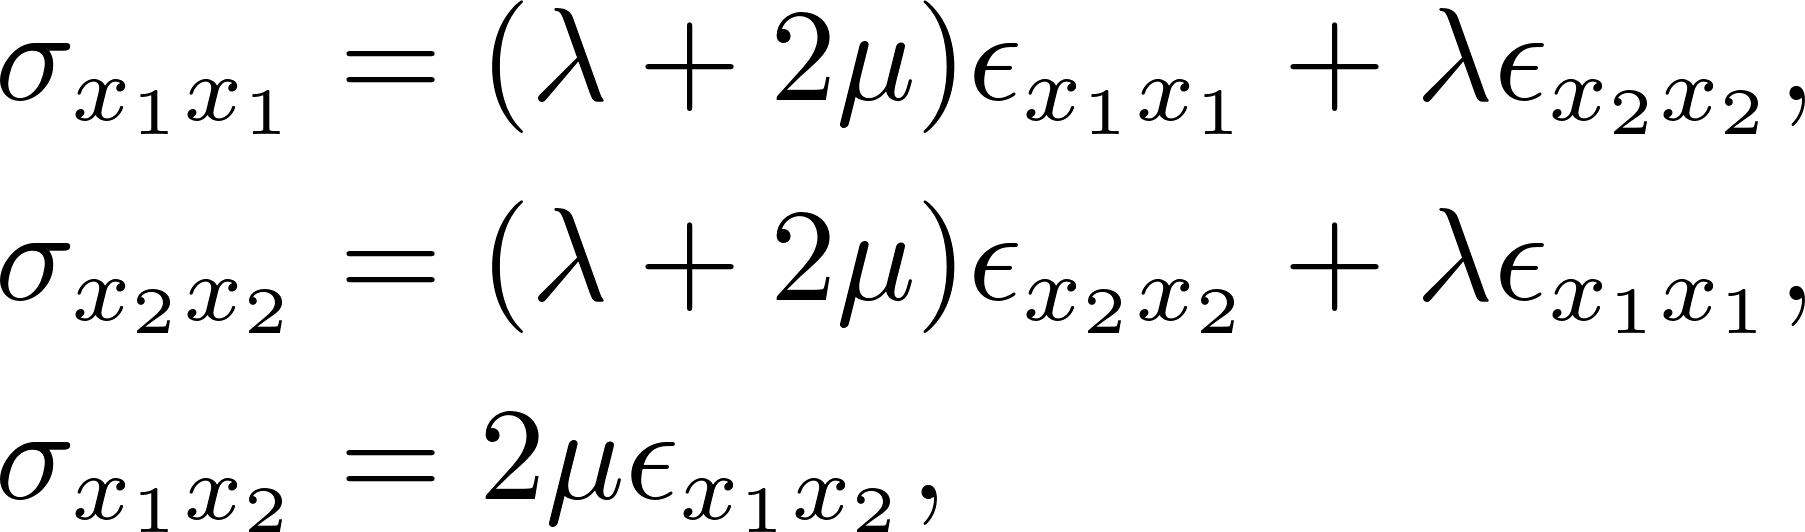 σ_{x_1x_1} = (λ + 2μ)ϵ_{x_1x_1} + λϵ_{x_2x_2},
σ_{x_2x_2} = (λ + 2μ)ϵ_{x_2x_2} + λϵ_{x_1x_1},
σ_{x_1x_2} = 2μϵ_{x_1x_2},